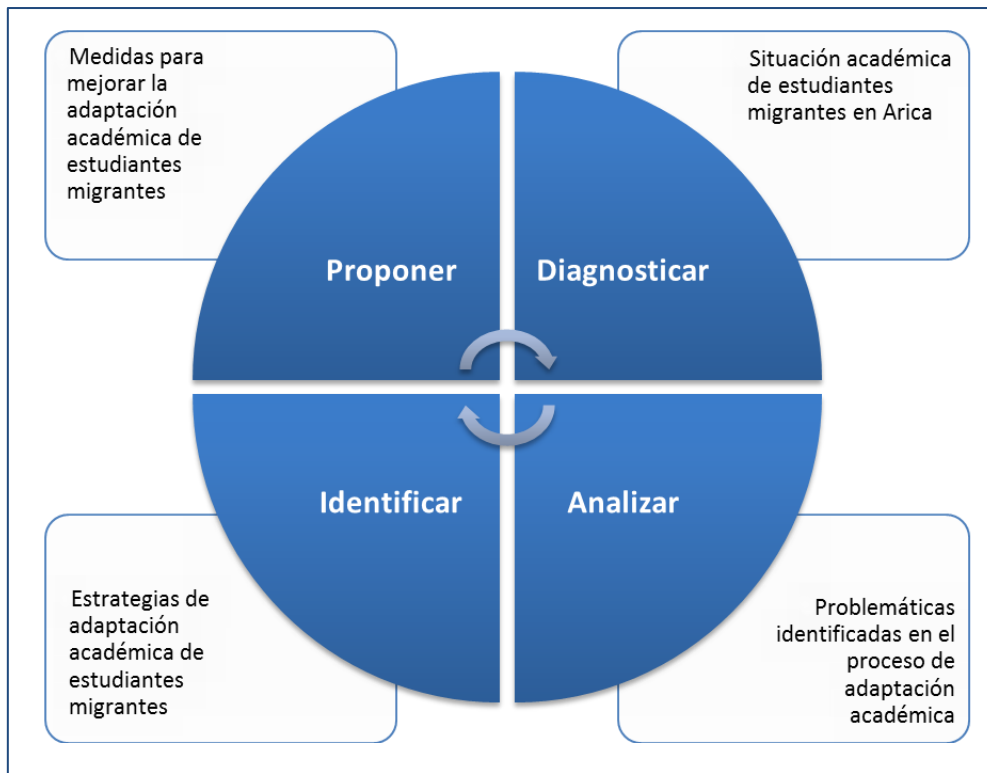 Medidas para
mejorar la
adaptación
académica de
estudiantes
migrantes
Situación académica
de estudiantes
migrantes en Arica
Proponer
Diagnosticar
Identificar
Analizar
Estrategias de
adaptación
académica de
estudiantes
migrantes
Problemáticas
identificadas en el
proceso de
adaptación
académica